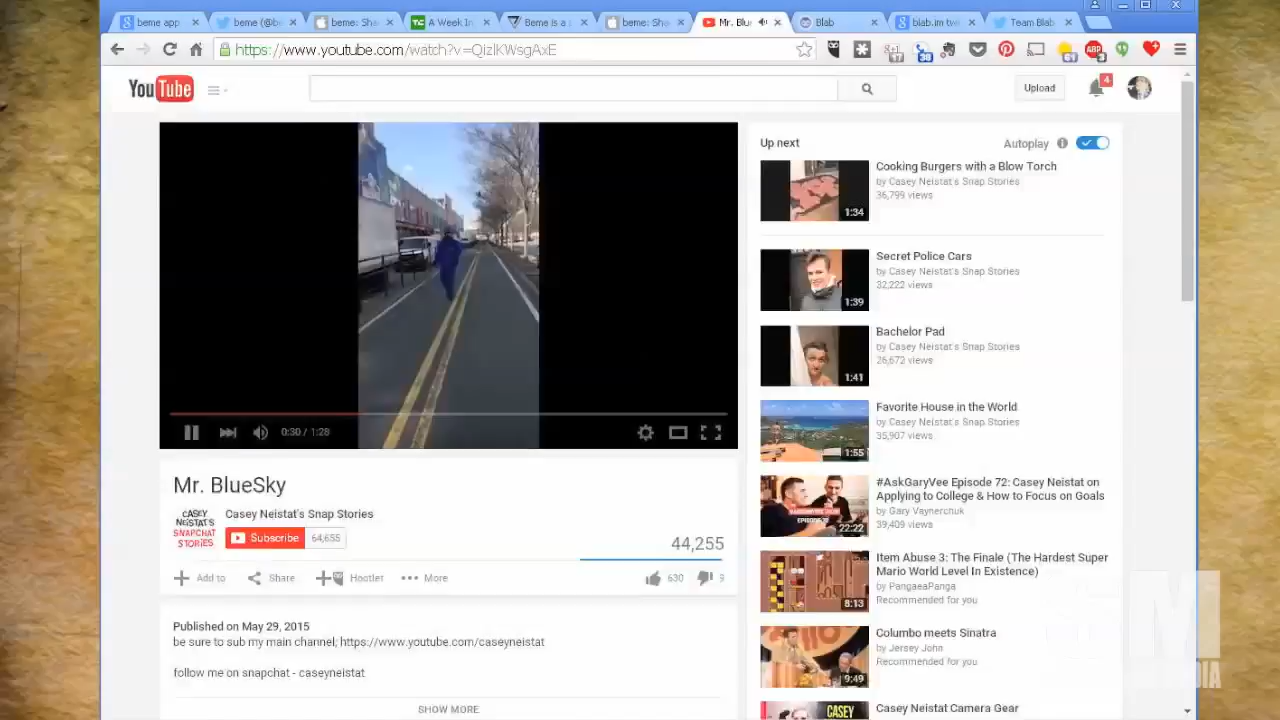 beme app
beme (@be
beme: Sha
A Week In
Beme is a s
beme: Sha
Mr. Blu
Blab
blab.im tw
Team Blab
https://www.youtube.com/watch?v=QizlKWsgAxE
YouTube
Upload
4
0:30 / 1:28
Mr. BlueSky
CASEY
NEISTAT'S
SNAPCHAT
STORIES
Casey Neistat's Snap Stories
Subscribe 64,655
44,255
Add to Share Hootlet More 630 9
Published on May 29, 2015
be sure to sub my main channel; https://www.youtube.com/caseyneistat
follow me on snapchat - caseyneistat
SHOW MORE
Up next
Autoplay
Cooking Burgers with a Blow Torch
by Casey Neistat's Snap Stories
36,799 views
1:34
Secret Police Cars
by Casey Neistat's Snap Stories
32,222 views
1:39
Bachelor Pad
by Casey Neistat's Snap Stories
26,672 views
1:41
Favorite House in the World
by Casey Neistat's Snap Stories
35,907 views
1:55
#AskGaryVee Episode 72: Casey Neistat on
Applying to College & How to Focus on Goals
by Gary Vaynerchuk
39,409 views
22:22
Item Abuse 3: The Finale (The Hardest Super
Mario World Level In Existence)
by PangaeaPanga
Recommended for you
8:13
Columbo meets Sinatra
by Jersey John
Recommended for you
9:49
Casey Neistat Camera Gear
CASEY